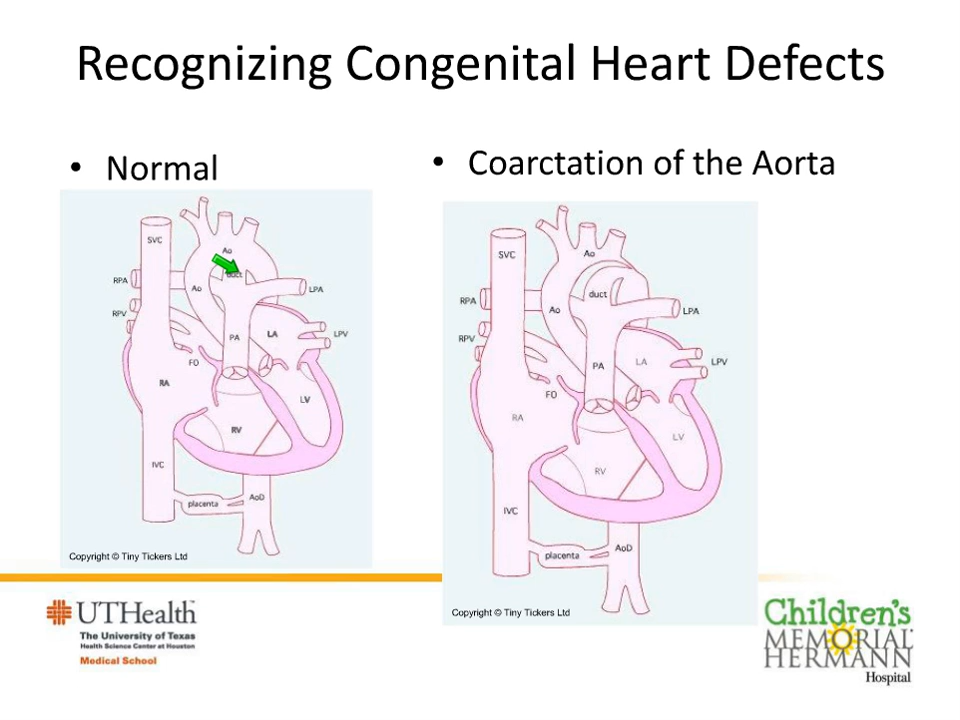 Recognizing Congenital Heart Defects
• Normal
• Coarctation of the Aorta
SVC
Ao
duct
RPA
Ao
LPA
RPV
PA
LA
LPV
FO
RA
LV
RV
IVC
AoD
placenta
Copyright © Tiny Tickers Ltd
SVC
Ao
duct
RPA
Ao
LPA
RPV
PA
LA
LPV
FO
RA
LV
RV
IVC
AoD
placenta
Copyright © Tiny Tickers Ltd
UTHealth
The University of Texas
Health Science Center at Houston
Medical School
Children's
MEMORIAL
HERMANN
Hospital